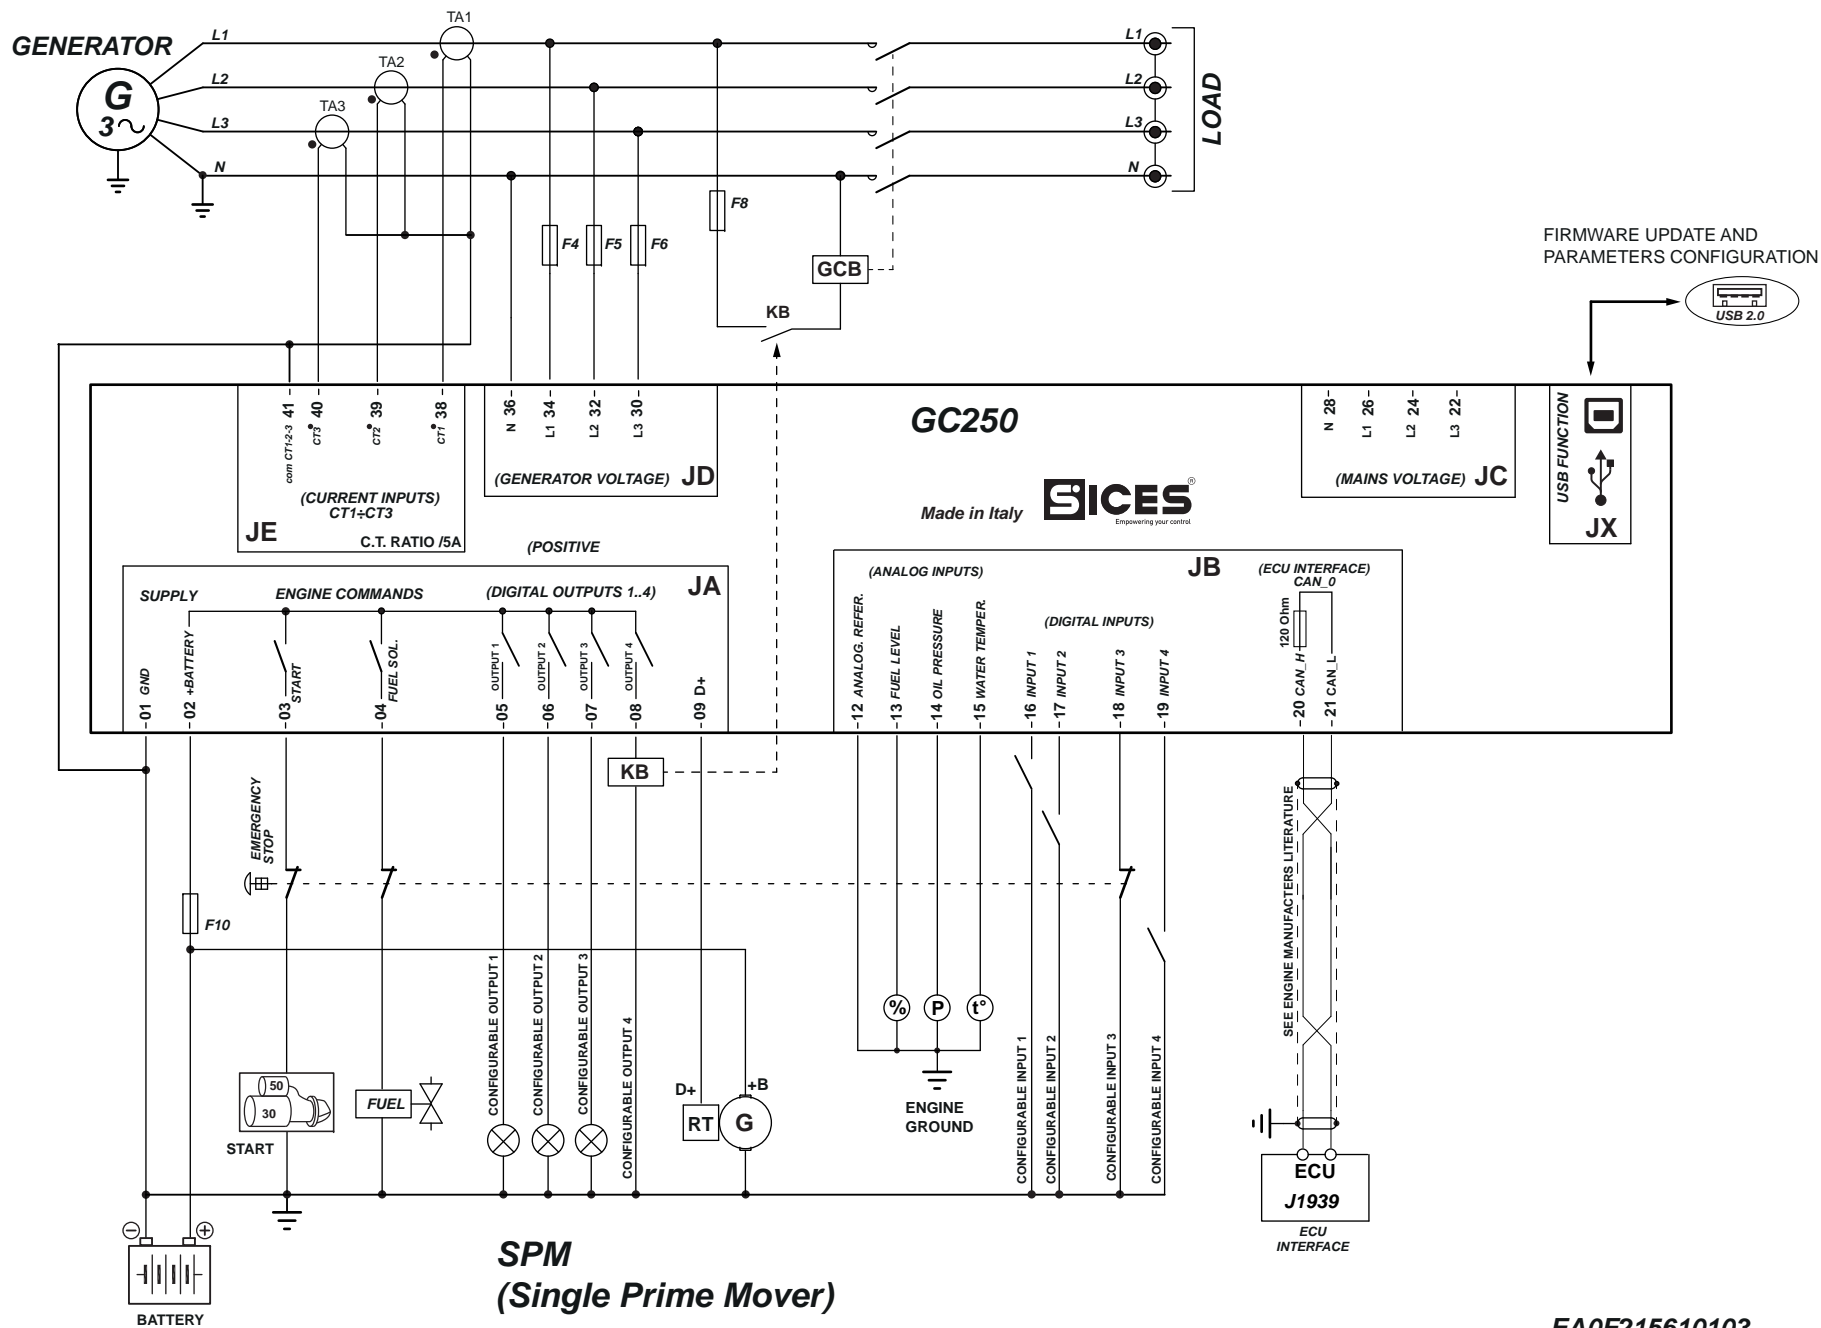 GENERATOR
G
3
L1
L2
L3
N
TA1
TA2
TA3
L1
L2
L3
N
LOAD
F4
F5
F6
F8
GCB
KB
FIRMWARE UPDATE AND
PARAMETERS CONFIGURATION
USB 2.0
com CT1-2-3 41
CT3 40
CT2 39
CT1 38
(CURRENT INPUTS)
CT1÷CT3
JE
C.T. RATIO /5A
N 36
L1 34
L2 32
L3 30
(GENERATOR VOLTAGE) JD
GC250
Made in Italy
SICES®
Empowering your control
N 28
L1 26
L2 24
L3 22
(MAINS VOLTAGE) JC
USB FUNCTION
JX
(POSITIVE
JA
SUPPLY
ENGINE COMMANDS
(DIGITAL OUTPUTS 1..4)
01 GND
02 +BATTERY
03 START
04 FUEL SOL.
05 OUTPUT 1
06 OUTPUT 2
07 OUTPUT 3
08 OUTPUT 4
09 D+
JB
(ANALOG INPUTS)
(DIGITAL INPUTS)
(ECU INTERFACE)
CAN_0
120 Ohm
12 ANALOG. REFER.
13 FUEL LEVEL
14 OIL PRESSURE
15 WATER TEMPER.
16 INPUT 1
17 INPUT 2
18 INPUT 3
19 INPUT 4
20 CAN_H
21 CAN_L
KB
EMERGENCY
STOP
F10
SEE ENGINE MANUFACTERS LITERATURE
CONFIGURABLE OUTPUT 1
CONFIGURABLE OUTPUT 2
CONFIGURABLE OUTPUT 3
CONFIGURABLE OUTPUT 4
%
P
t°
ENGINE
GROUND
CONFIGURABLE INPUT 1
CONFIGURABLE INPUT 2
CONFIGURABLE INPUT 3
CONFIGURABLE INPUT 4
50
30
START
FUEL
D+
+B
RT
G
ECU
J1939
ECU
INTERFACE
BATTERY
SPM
(Single Prime Mover)
EA0F215610102